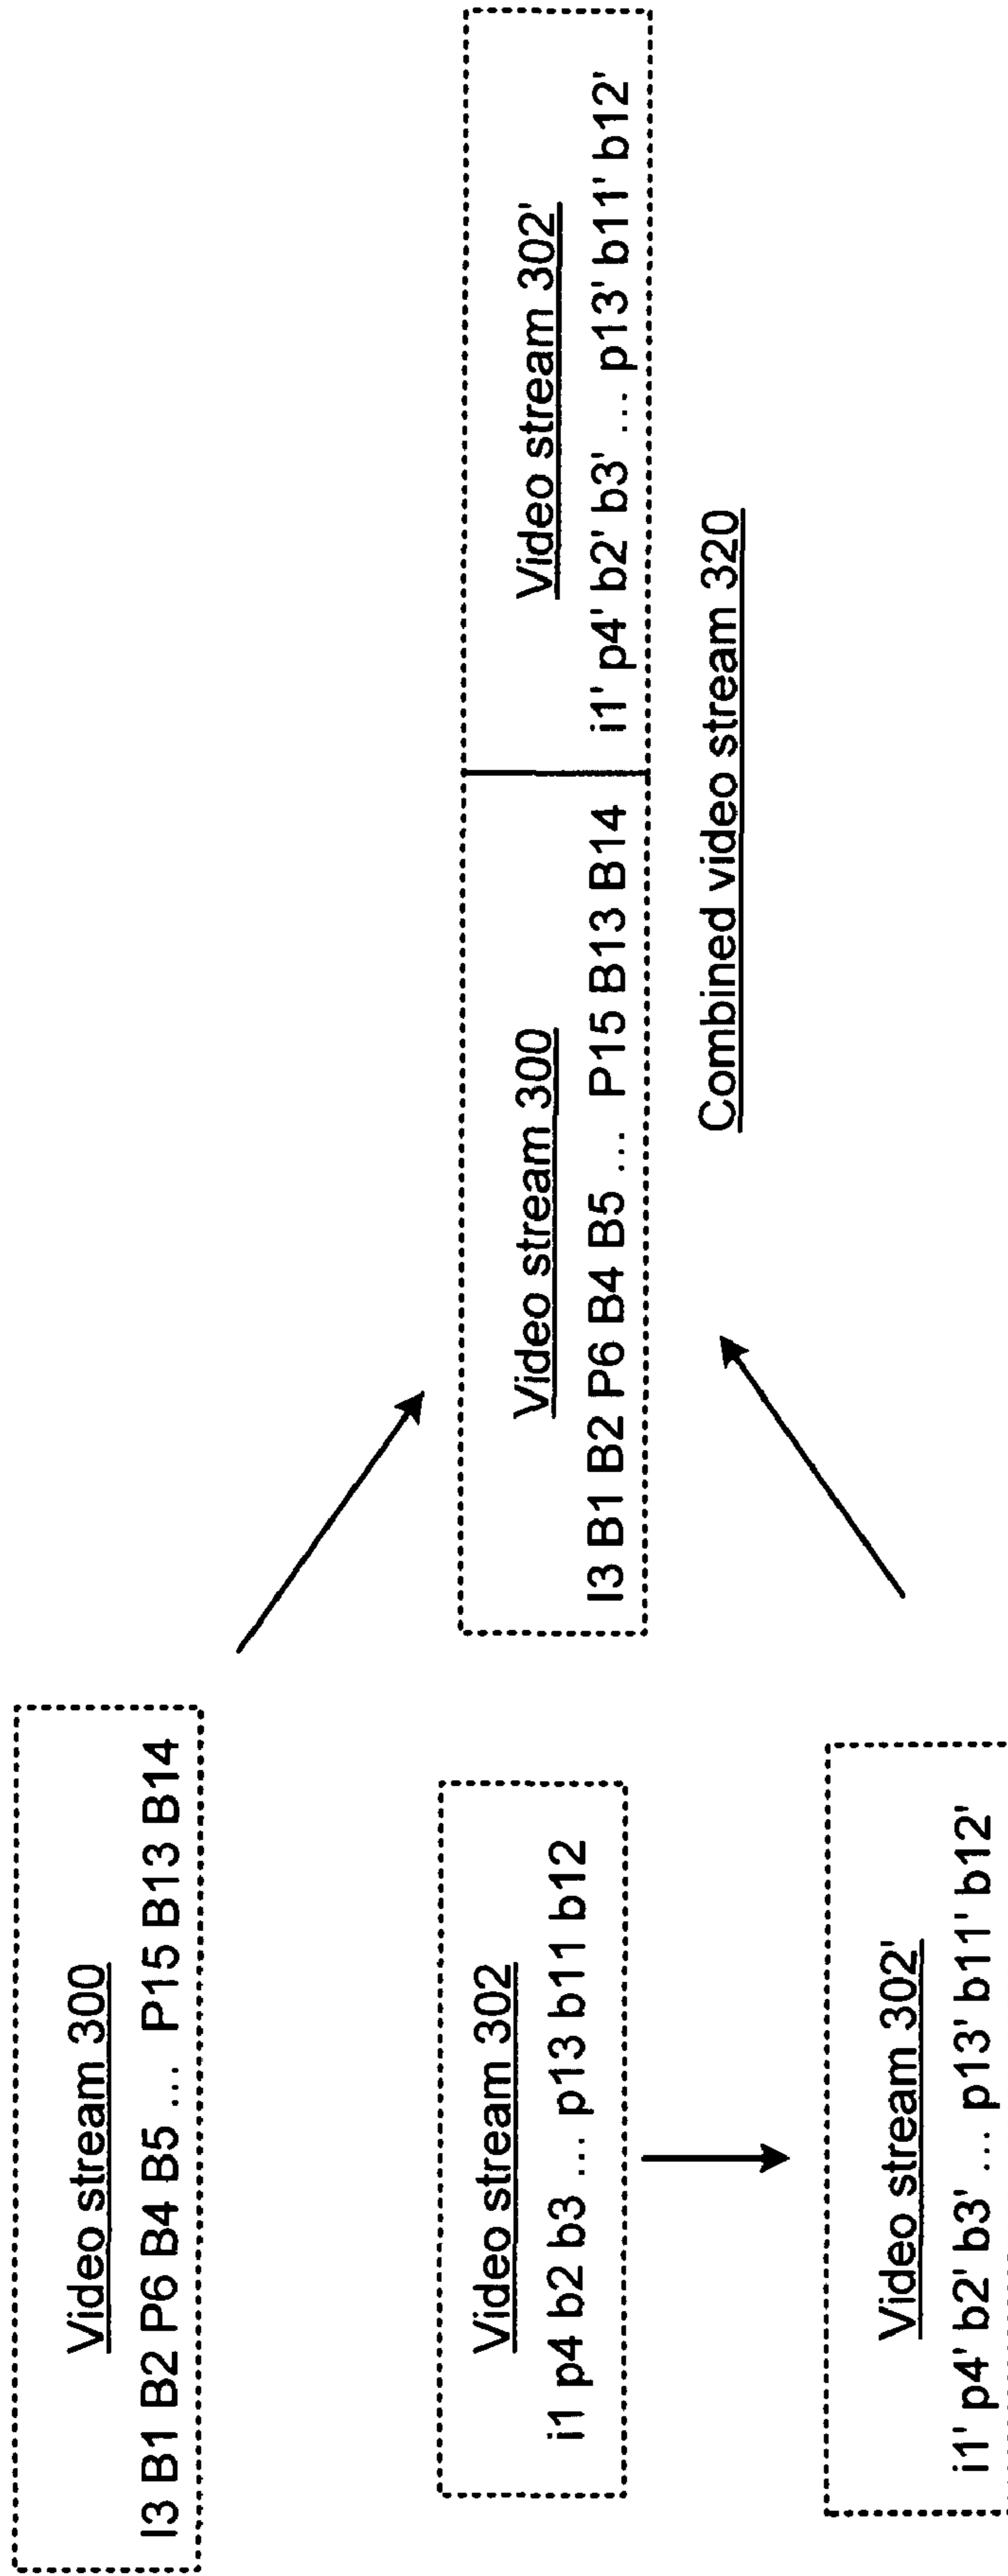 Video stream 300
I3 B1 B2 P6 B4 B5 ... P15 B13 B14
Video stream 302
i1 p4 b2 b3 ... p13 b11 b12
Video stream 302'
i1' p4' b2' b3' ... p13' b11' b12'
Video stream 300
I3 B1 B2 P6 B4 B5 ... P15 B13 B14
Video stream 302'
i1' p4' b2' b3' ... p13' b11' b12'
Combined video stream 320